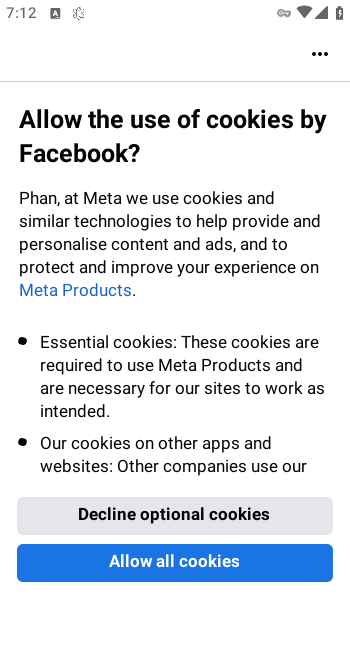 7:12
Allow the use of cookies by
Facebook?
Phan, at Meta we use cookies and
similar technologies to help provide and
personalise content and ads, and to
protect and improve your experience on
Meta Products.
Essential cookies: These cookies are
required to use Meta Products and
are necessary for our sites to work as
intended.
Our cookies on other apps and
websites: Other companies use our
Decline optional cookies
Allow all cookies